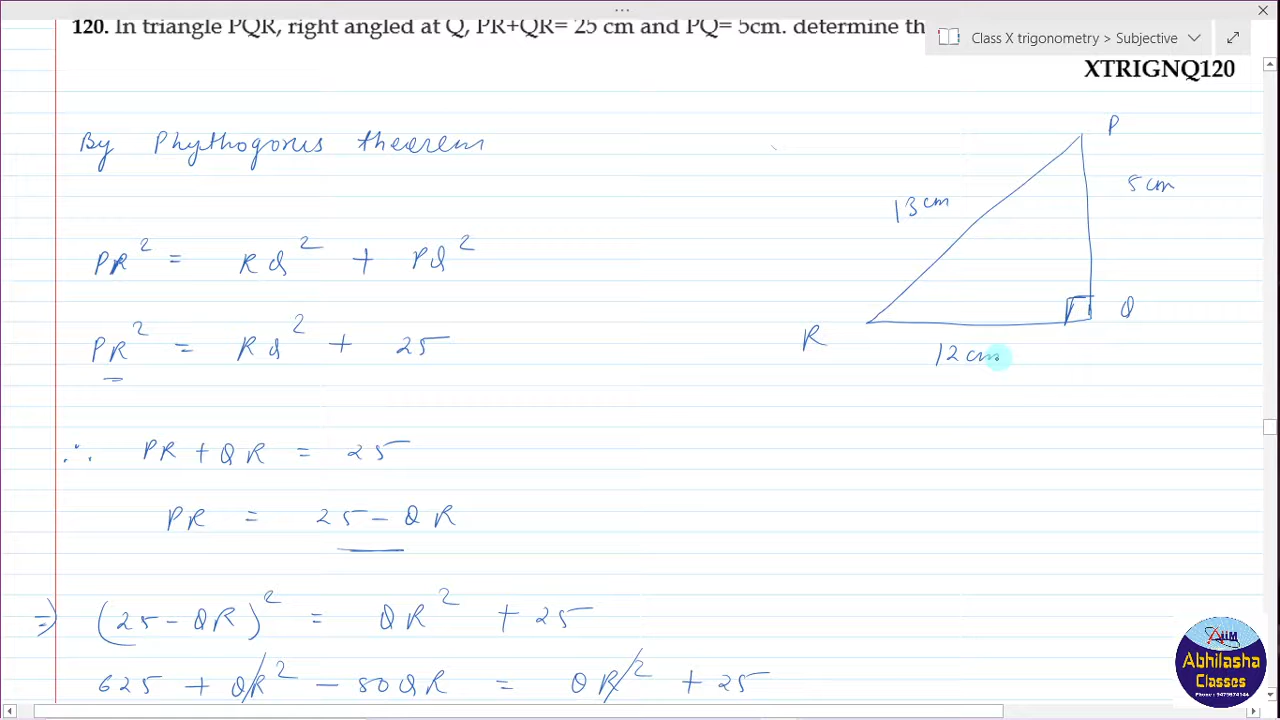 120. In triangle PQR, right angled at Q, PR+QR= 25 cm and PQ= 5cm. determine th
Class X trigonometry > Subjective
XTRIGNQ120
By Phythogorus theorem
P
5 cm
13 cm
PR² = RQ² + PQ²
Q
R
12 cm
PR² = RQ² + 25
∴ PR + QR = 25
PR = 25 - QR
⇒ (25 - QR)² = QR² + 25
625 + QR² - 50QR = QR² + 25
AIIM
Abhilasha
Classes